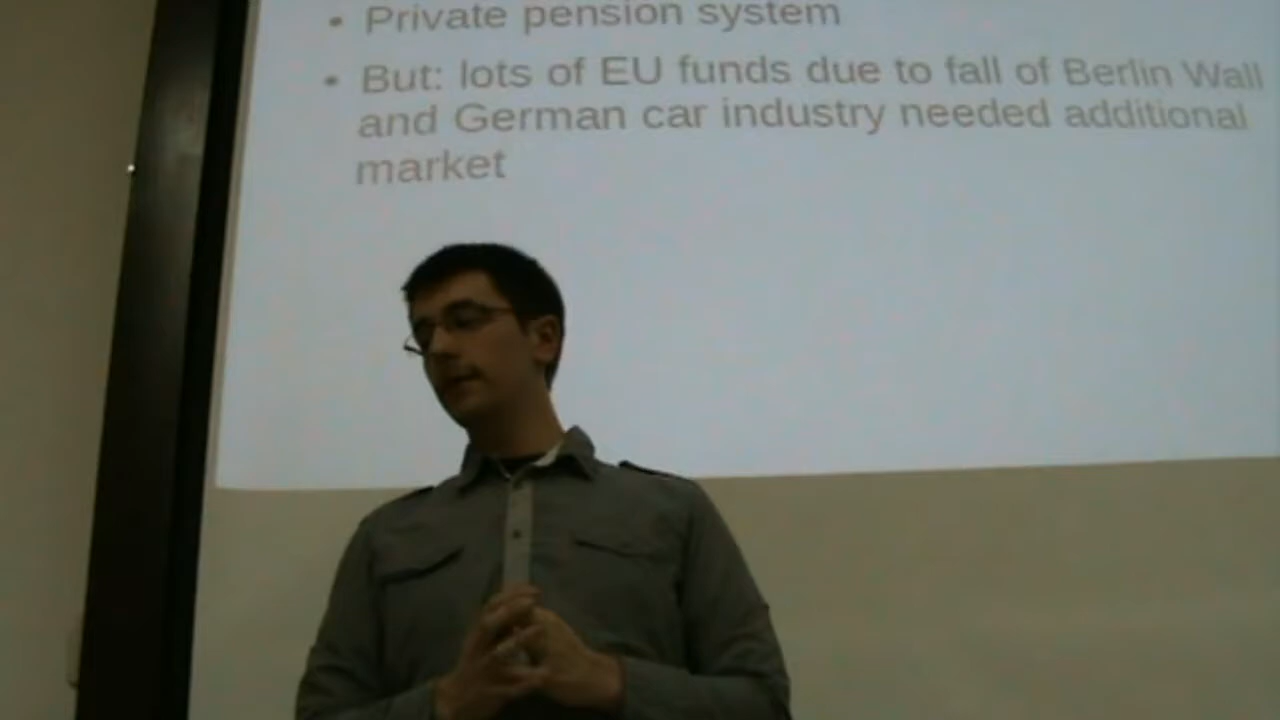 • Private pension system
• But: lots of EU funds due to fall of Berlin Wall
and German car industry needed additional
market